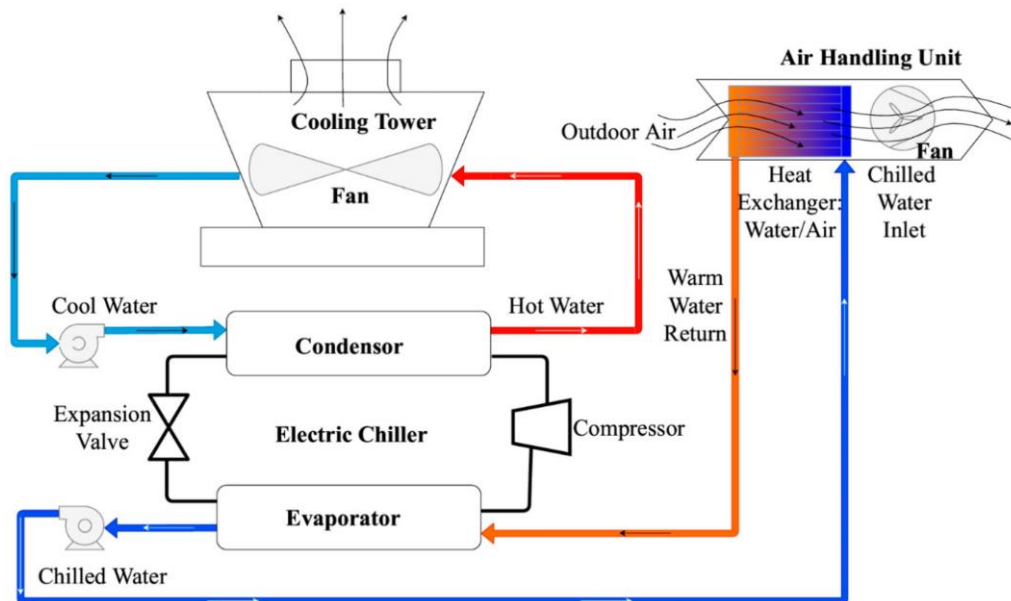 Air Handling Unit
Cooling Tower
Outdoor Air
Fan
Fan
Heat
Exchanger:
Water/Air
Chilled
Water
Inlet
Warm
Water
Return
Cool Water
Hot Water
Condensor
Expansion
Valve
Electric Chiller
Compressor
Evaporator
Chilled Water